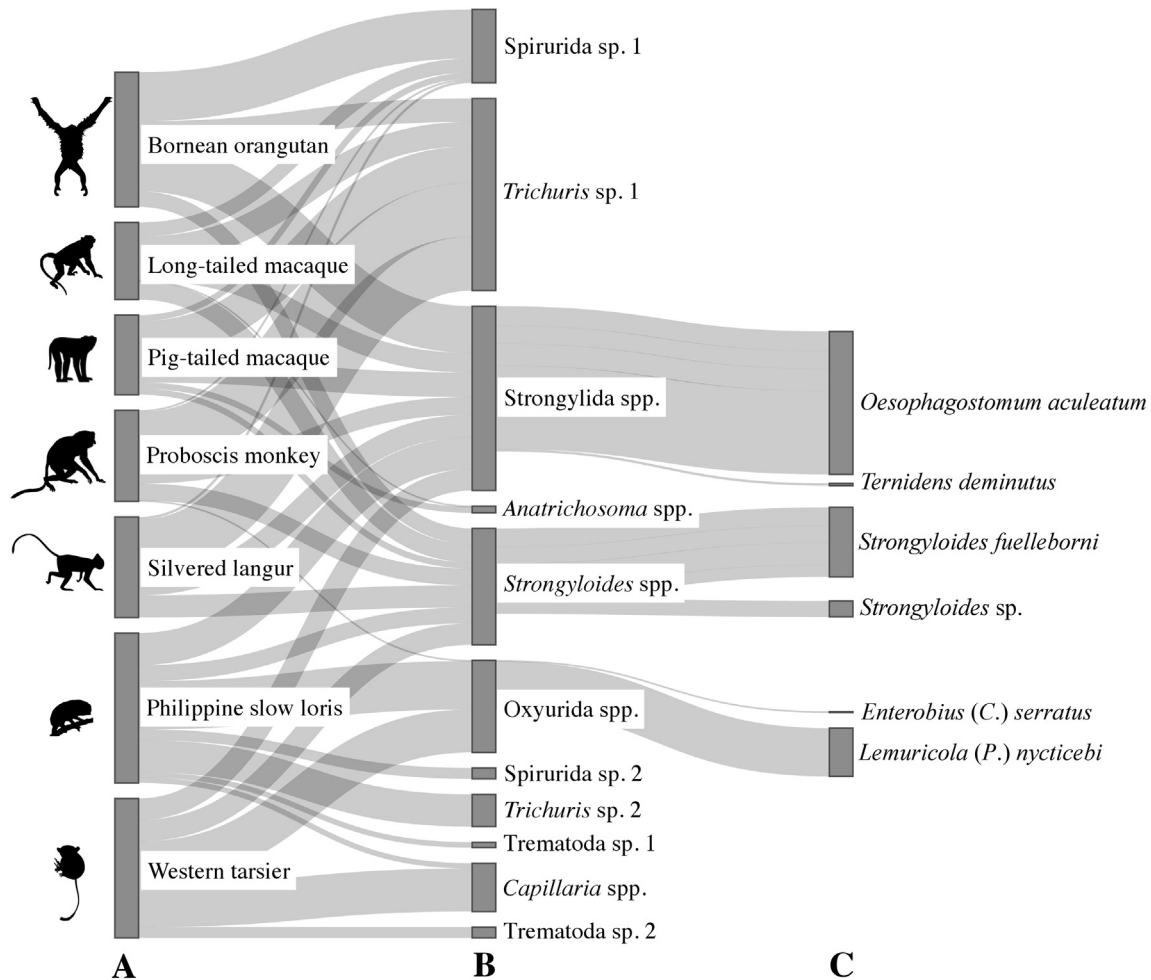 Bornean orangutan
Long-tailed macaque
Pig-tailed macaque
Proboscis monkey
Silvered langur
Philippine slow loris
Western tarsier
A
Spirurida sp. 1
Trichuris sp. 1
Strongylida spp.
Anatrichosoma spp.
Strongyloides spp.
Oxyurida spp.
Spirurida sp. 2
Trichuris sp. 2
Trematoda sp. 1
Capillaria spp.
Trematoda sp. 2
B
Oesophagostomum aculeatum
Ternidens deminutus
Strongyloides fuelleborni
Strongyloides sp.
Enterobius (C.) serratus
Lemuricola (P.) nycticebi
C